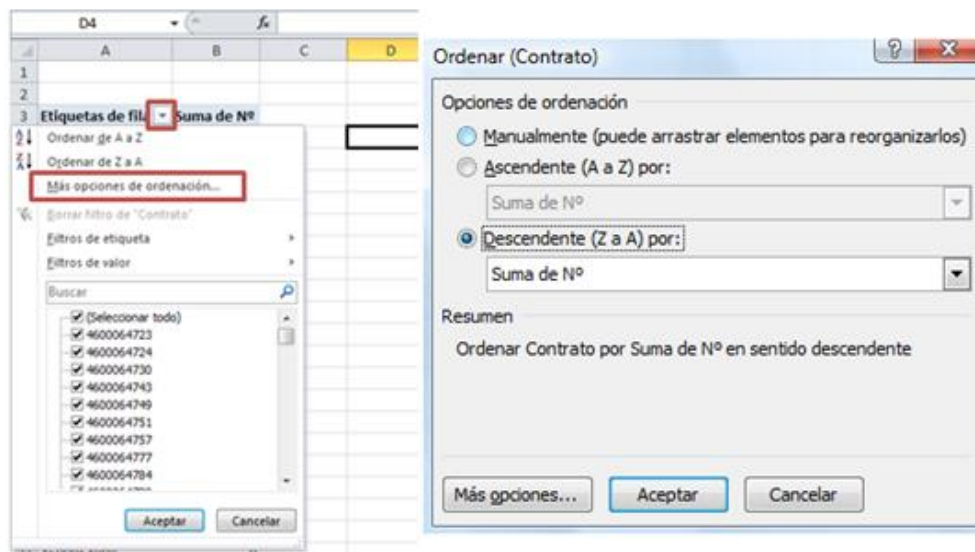 D4
fx
A B C D
1
2
3 Etiquetas de fila Suma de Nº
Ordenar de A a Z
Ordenar de Z a A
Más opciones de ordenación...
Borrar filtro de "Contrato"
Filtros de etiqueta
Filtros de valor
Buscar
(Seleccionar todo)
4600064723
4600064724
4600064730
4600064743
4600064749
4600064751
4600064757
4600064777
4600064784
Aceptar Cancelar
Ordenar (Contrato)
Opciones de ordenación
Manualmente (puede arrastrar elementos para reorganizarlos)
Ascendente (A a Z) por:
Suma de Nº
Descendente (Z a A) por:
Suma de Nº
Resumen
Ordenar Contrato por Suma de Nº en sentido descendente
Más opciones... Aceptar Cancelar